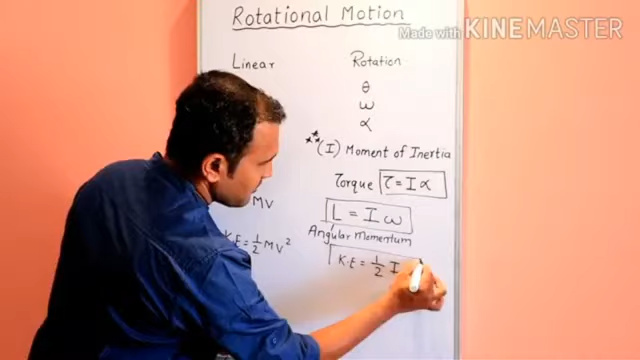 Rotational Motion
Made with KINEMASTER
Linear Rotation
θ
ω
α
(I) Moment of Inertia
Torque τ = I α
MV L = I ω
Angular Momentum
K.E = 1/2 MV² K.E = 1/2 I